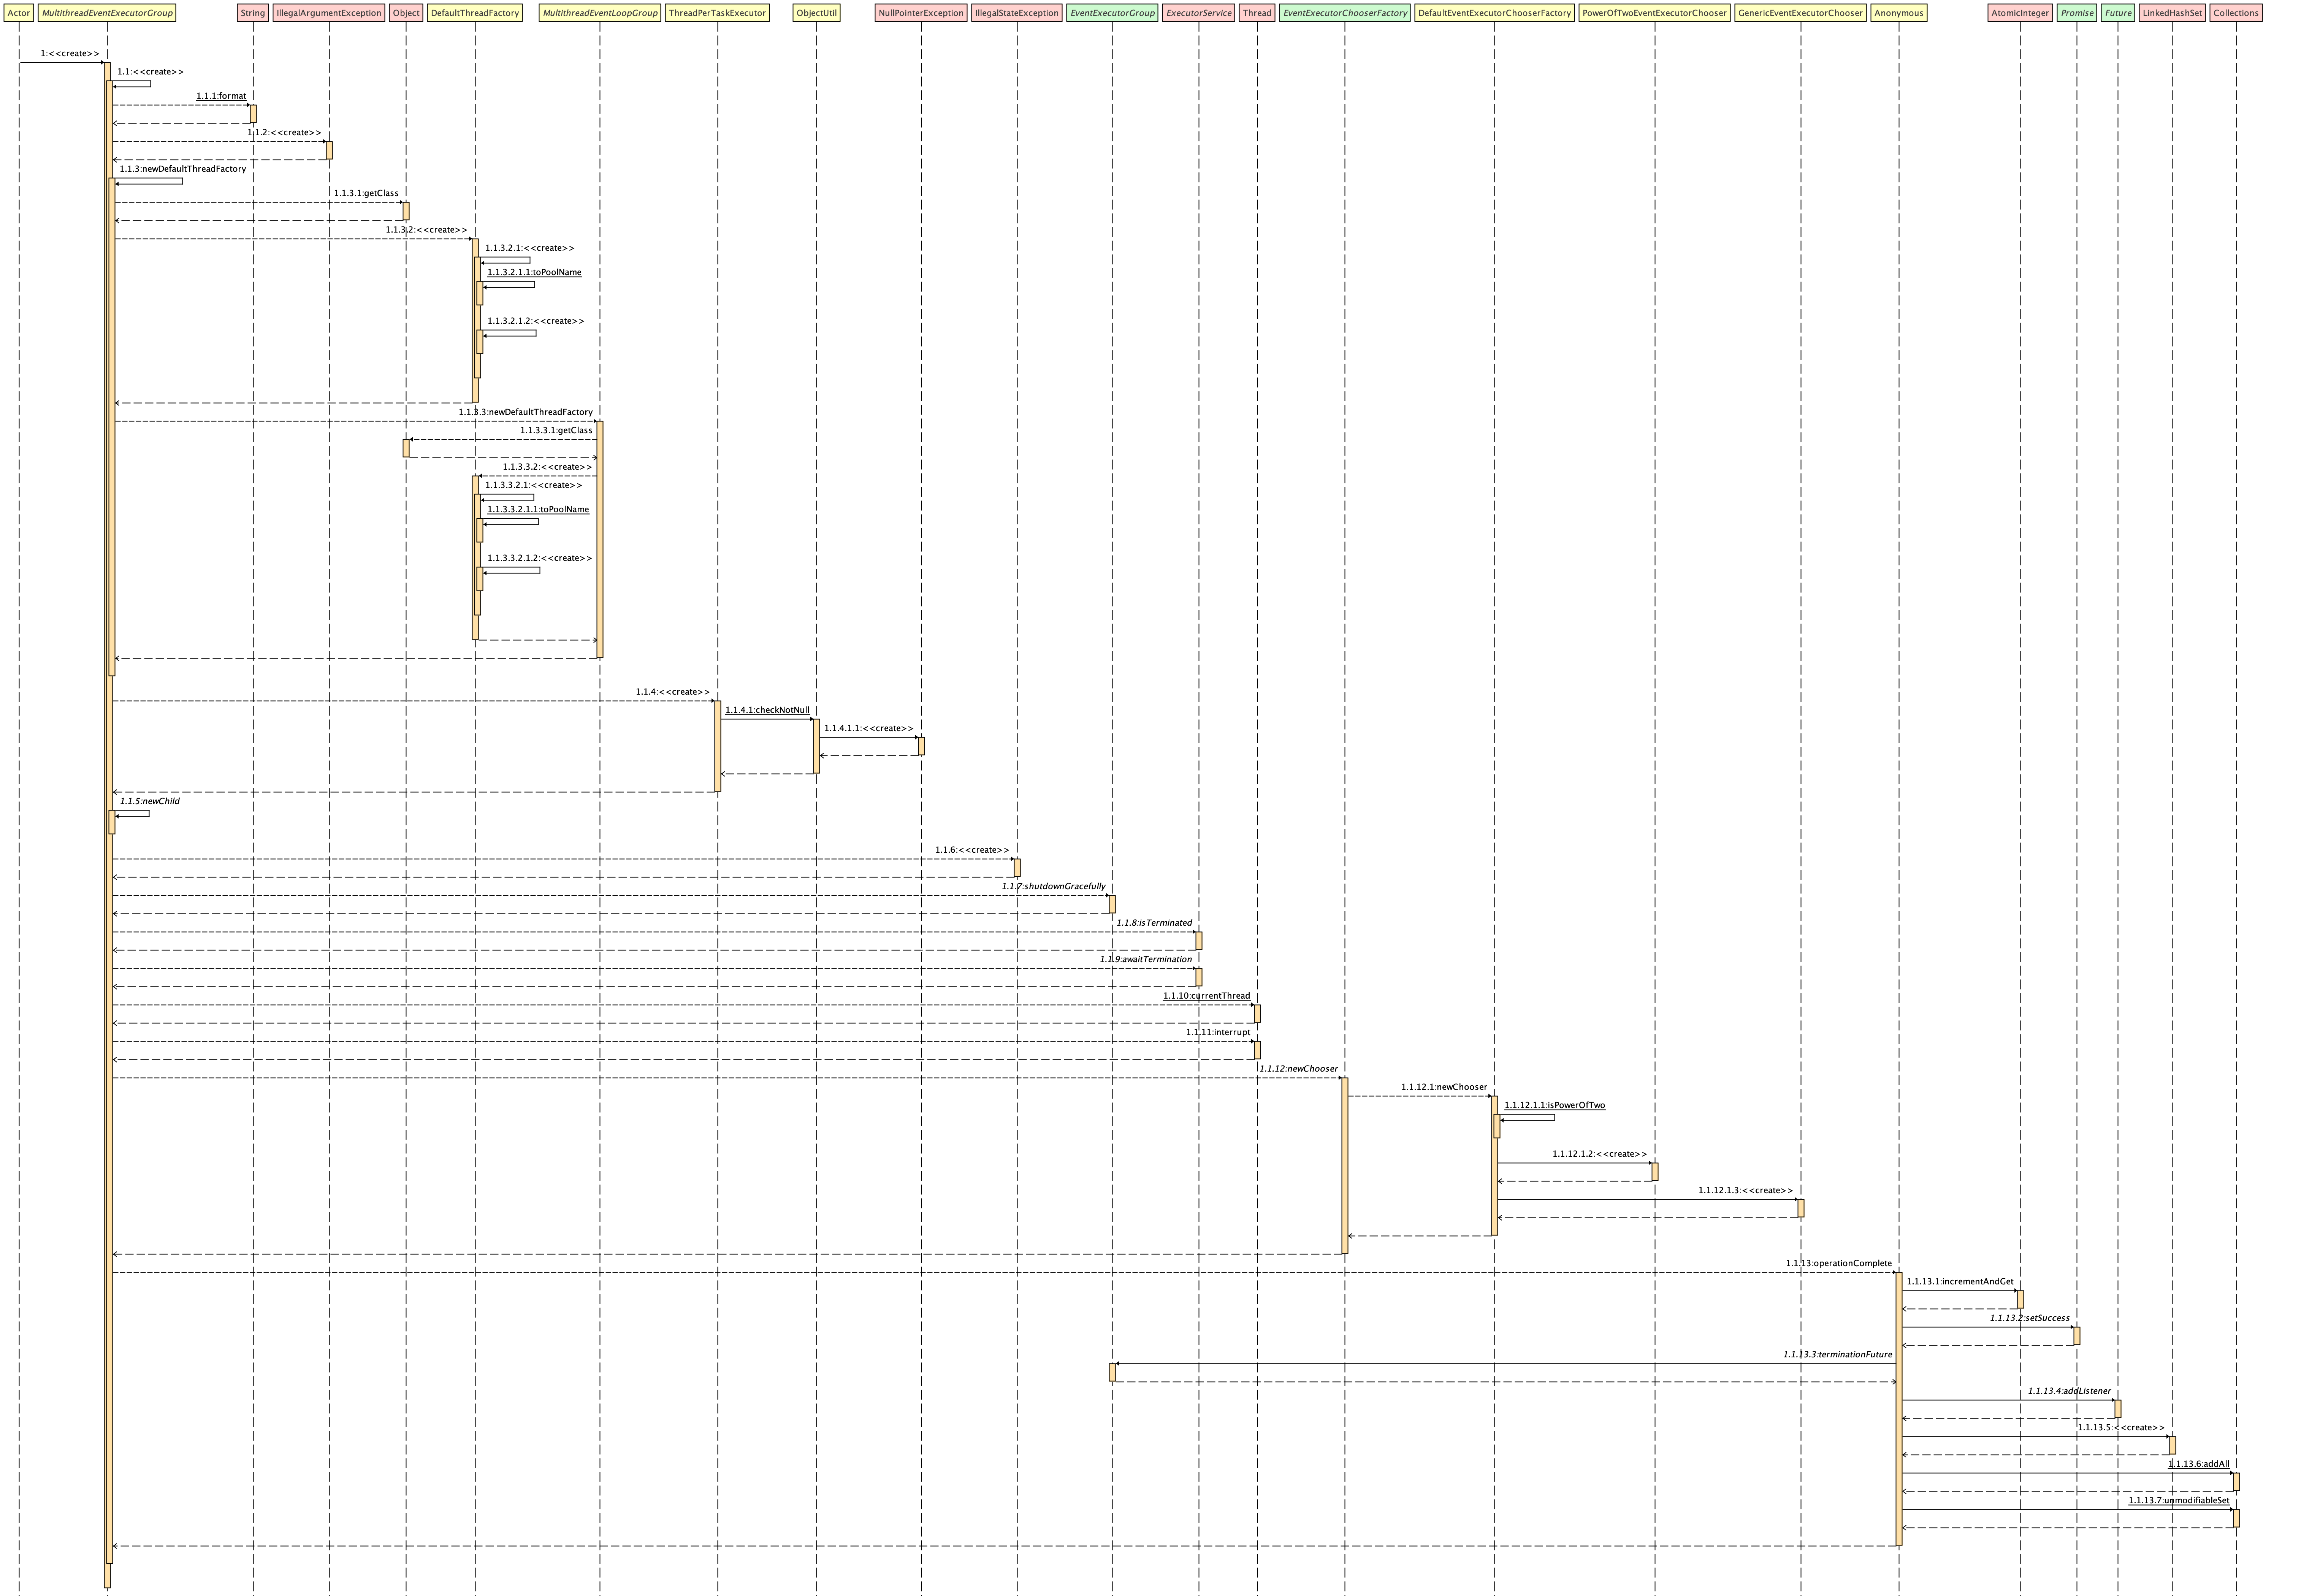 Actor
MultithreadEventExecutorGroup
String
IllegalArgumentException
Object
DefaultThreadFactory
MultithreadEventLoopGroup
ThreadPerTaskExecutor
ObjectUtil
NullPointerException
IllegalStateException
EventExecutorGroup
ExecutorService
Thread
EventExecutorChooserFactory
DefaultEventExecutorChooserFactory
PowerOfTwoEventExecutorChooser
GenericEventExecutorChooser
Anonymous
AtomicInteger
Promise
Future
LinkedHashSet
Collections
1:<<create>>
1.1:<<create>>
1.1.1:format
1.1.2:<<create>>
1.1.3:newDefaultThreadFactory
1.1.3.1:getClass
1.1.3.2:<<create>>
1.1.3.2.1:<<create>>
1.1.3.2.1.1:toPoolName
1.1.3.2.1.2:<<create>>
1.1.3.3:newDefaultThreadFactory
1.1.3.3.1:getClass
1.1.3.3.2:<<create>>
1.1.3.3.2.1:<<create>>
1.1.3.3.2.1.1:toPoolName
1.1.3.3.2.1.2:<<create>>
1.1.4:<<create>>
1.1.4.1:checkNotNull
1.1.4.1.1:<<create>>
1.1.5:newChild
1.1.6:<<create>>
1.1.7:shutdownGracefully
1.1.8:isTerminated
1.1.9:awaitTermination
1.1.10:currentThread
1.1.11:interrupt
1.1.12:newChooser
1.1.12.1:newChooser
1.1.12.1.1:isPowerOfTwo
1.1.12.1.2:<<create>>
1.1.12.1.3:<<create>>
1.1.13:operationComplete
1.1.13.1:incrementAndGet
1.1.13.2:setSuccess
1.1.13.3:terminationFuture
1.1.13.4:addListener
1.1.13.5:<<create>>
1.1.13.6:addAll
1.1.13.7:unmodifiableSet